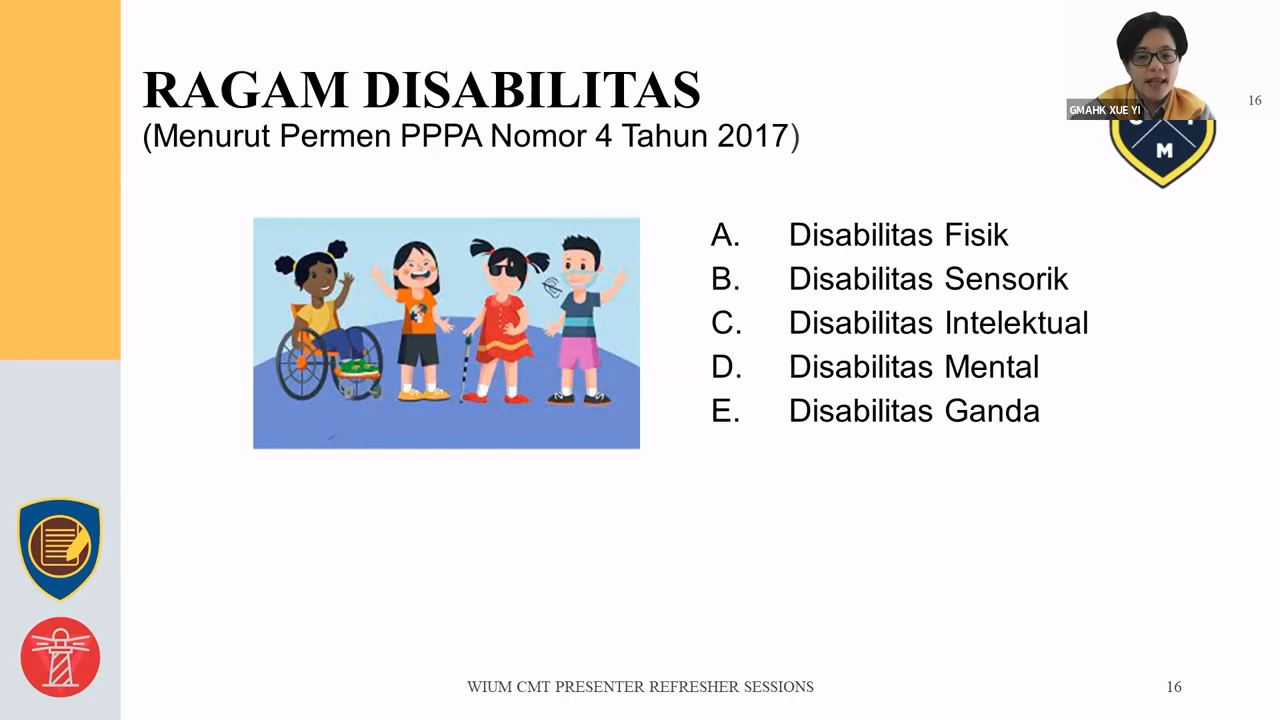 RAGAM DISABILITAS
(Menurut Permen PPPA Nomor 4 Tahun 2017)
GMAHK XUE YI
16
M
A. Disabilitas Fisik
B. Disabilitas Sensorik
C. Disabilitas Intelektual
D. Disabilitas Mental
E. Disabilitas Ganda
WIUM CMT PRESENTER REFRESHER SESSIONS
16